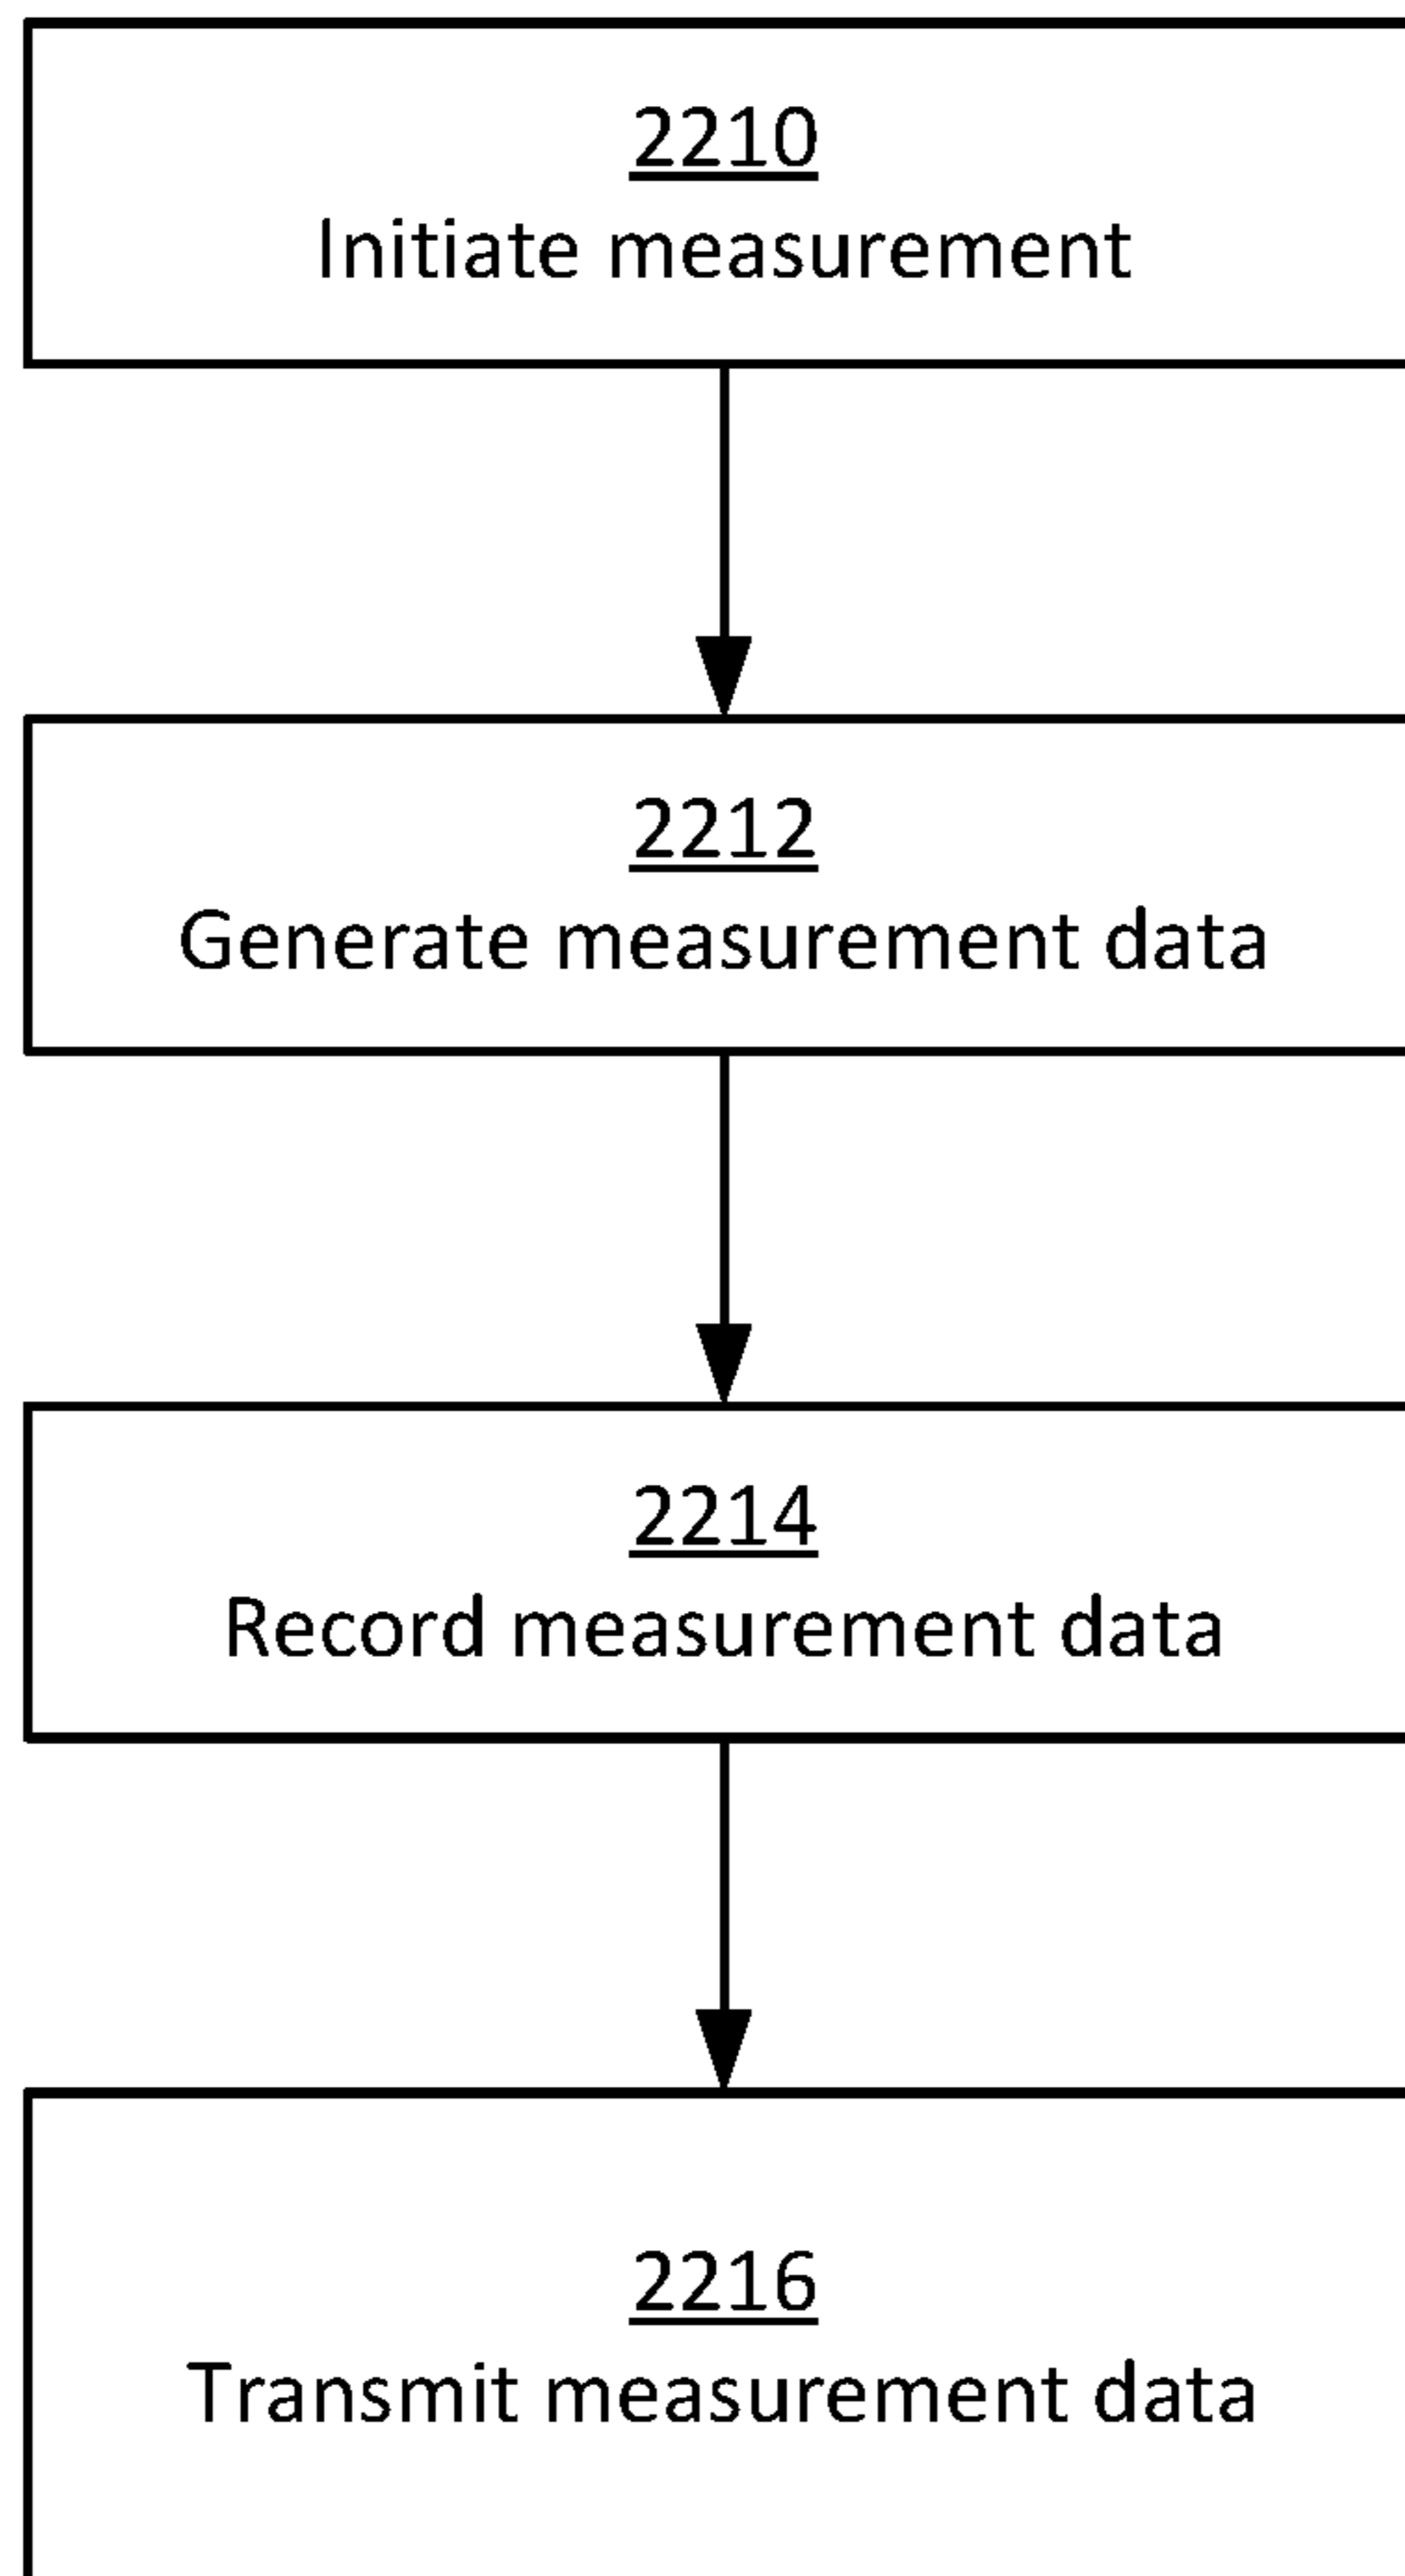 2210
Initiate measurement
2212
Generate measurement data
2214
Record measurement data
2216
Transmit measurement data